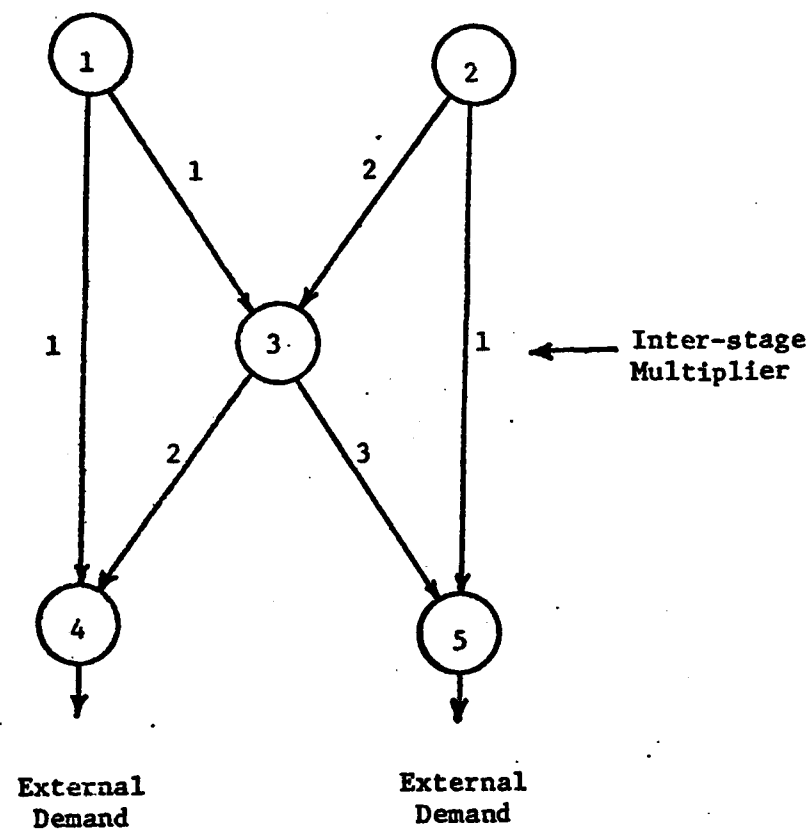 1
2
1
2
1
3
1
Inter-stage
Multiplier
2
3
4
5
External
Demand
External
Demand